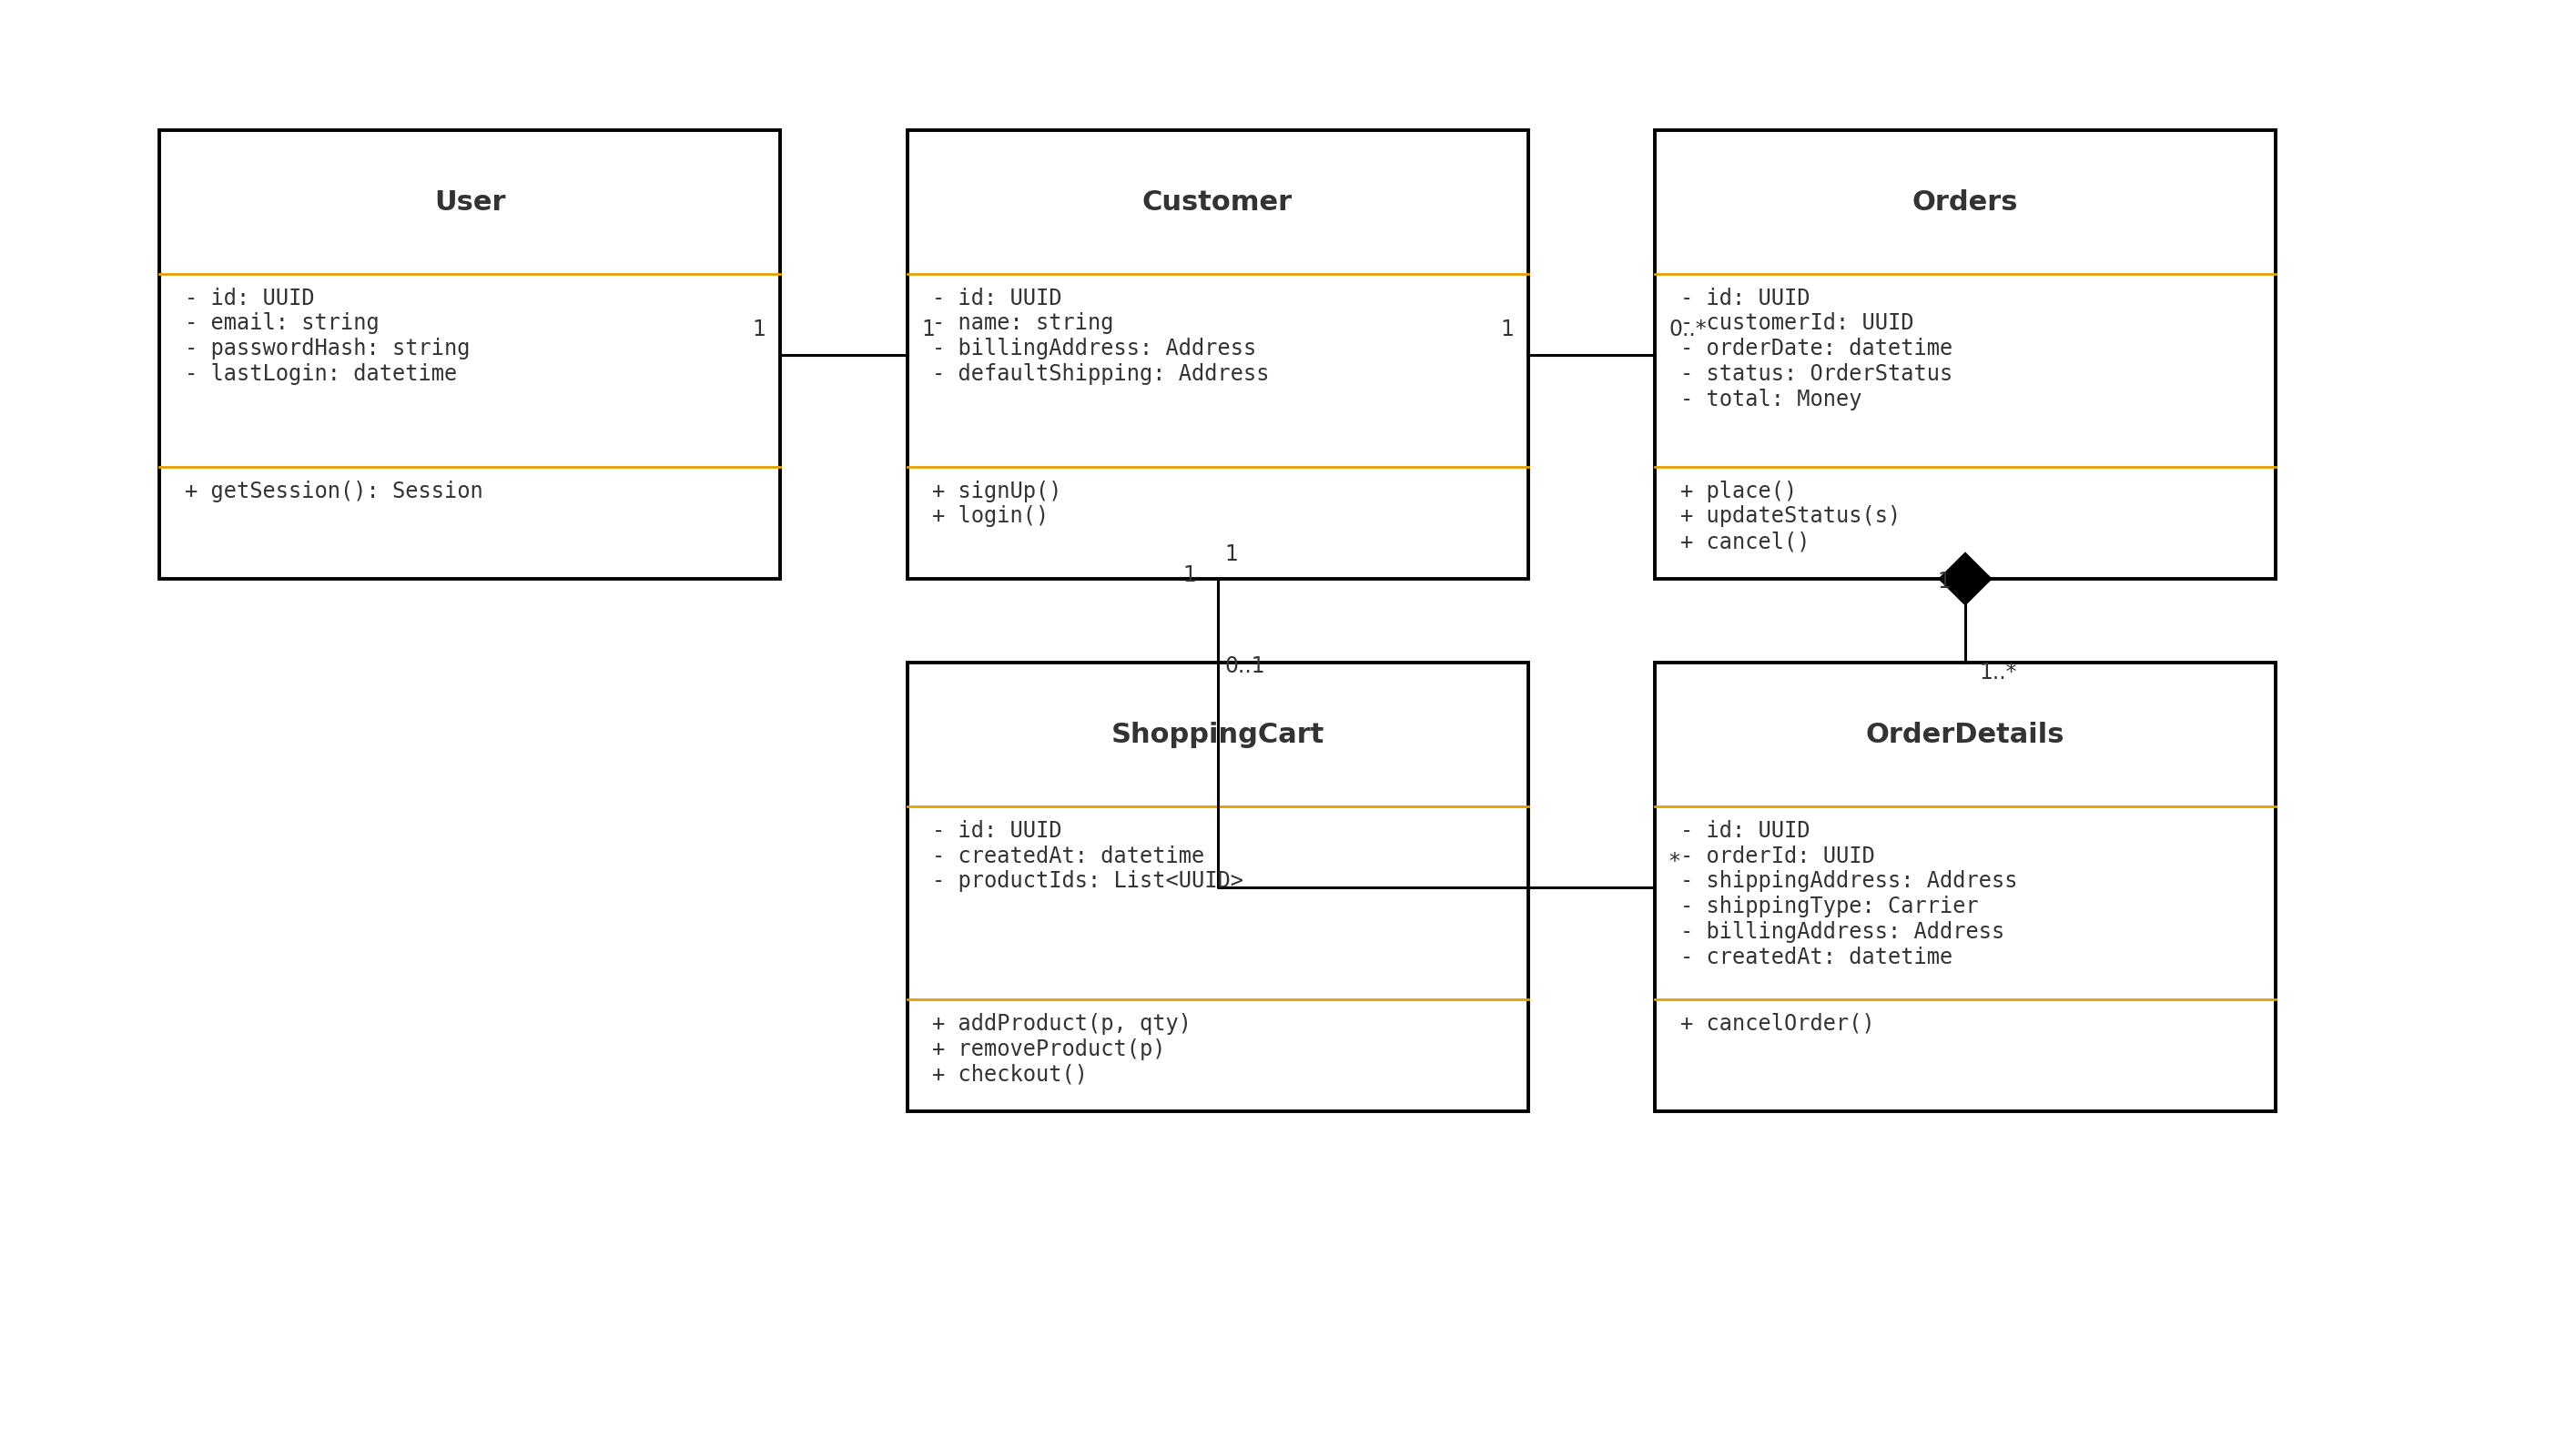 User
- id: UUID
- email: string
- passwordHash: string
- lastLogin: datetime
+ getSession(): Session
1
1
Customer
- id: UUID
- name: string
- billingAddress: Address
- defaultShipping: Address
+ signUp()
+ login()
1
0..*
Orders
- id: UUID
- customerId: UUID
- orderDate: datetime
- status: OrderStatus
- total: Money
+ place()
+ updateStatus(s)
+ cancel()
1
1
0..1
1
1..*
ShoppingCart
- id: UUID
- createdAt: datetime
- productIds: List<UUID>
+ addProduct(p, qty)
+ removeProduct(p)
+ checkout()
*
OrderDetails
- id: UUID
- orderId: UUID
- shippingAddress: Address
- shippingType: Carrier
- billingAddress: Address
- createdAt: datetime
+ cancelOrder()